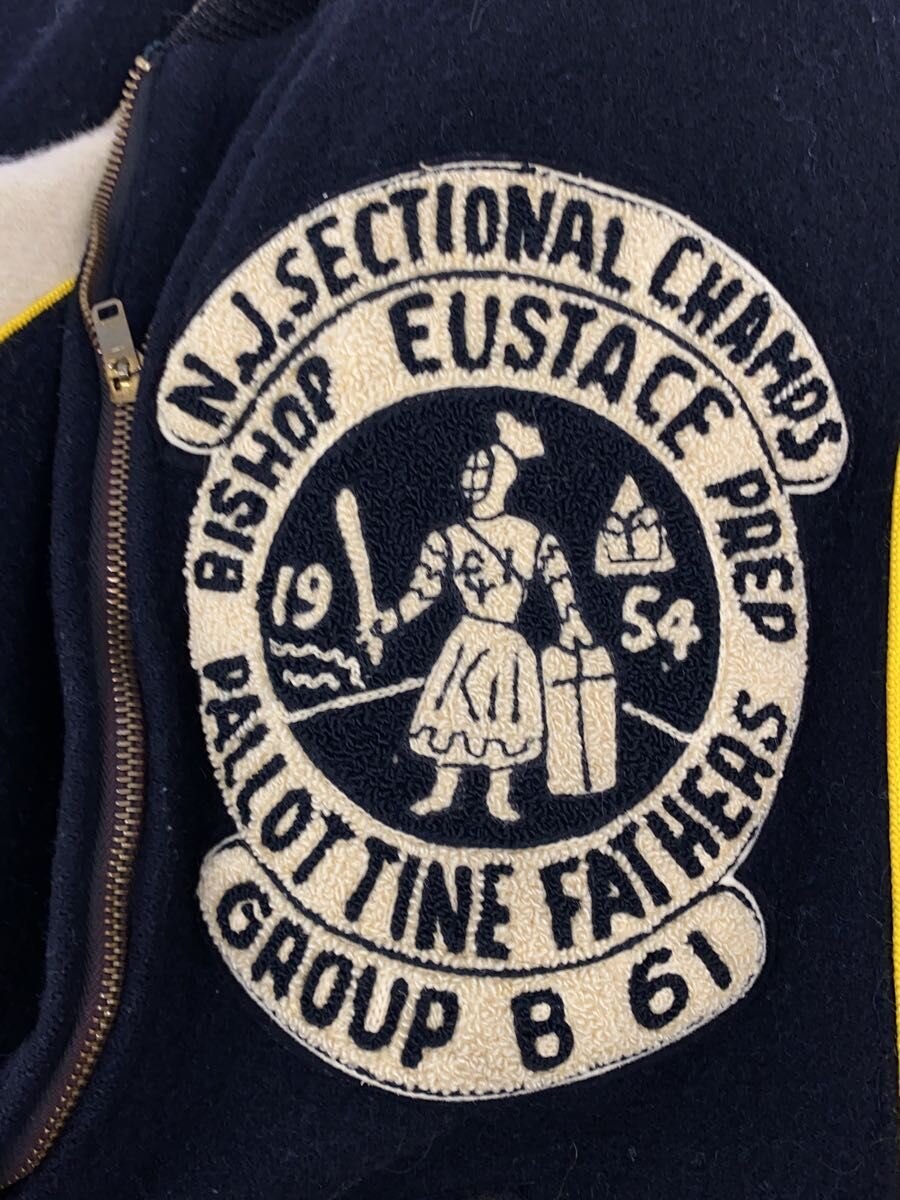 N.J. SECTIONAL CHAMPS
BISHOP EUSTACE PREP
19 54
PALLOTTINE FATHERS
GROUP B 61